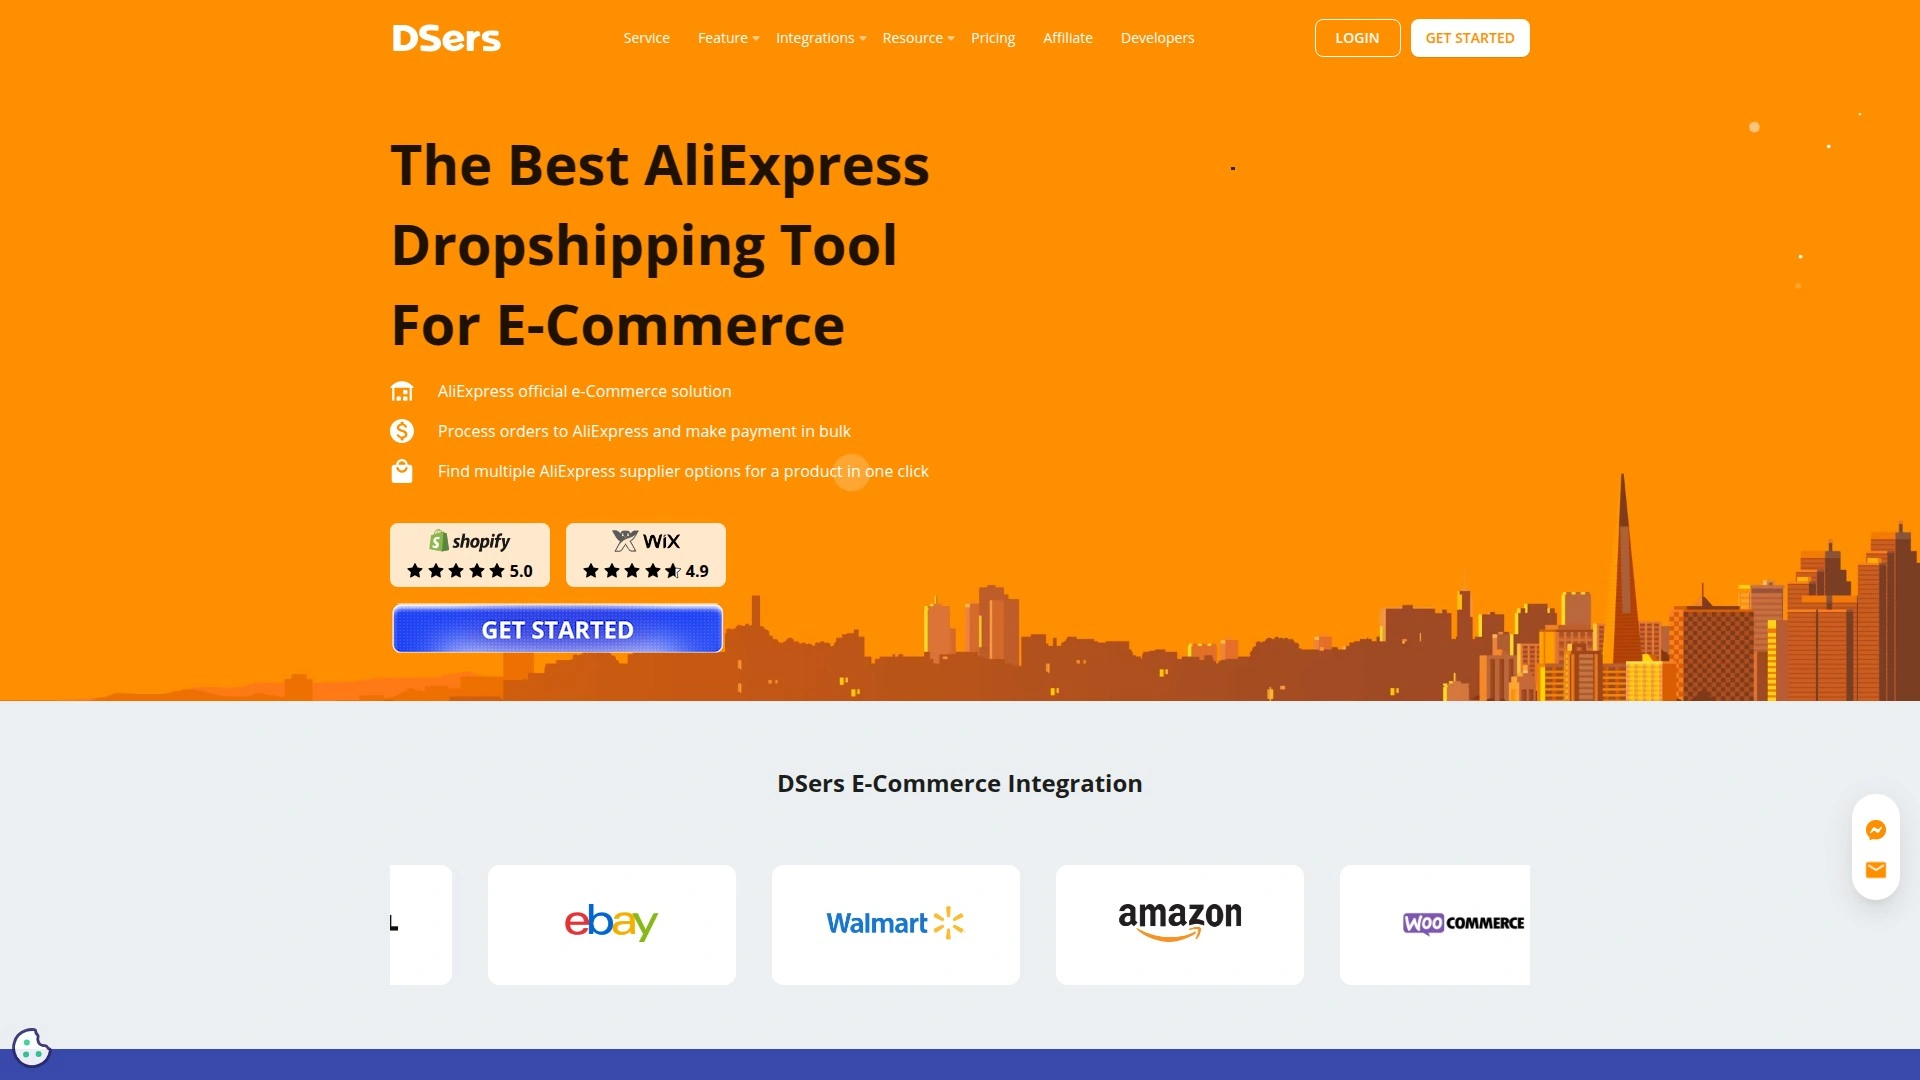 DSers
Service
Feature
Integrations
Resource
Pricing
Affiliate
Developers
LOGIN
GET STARTED
The Best AliExpress
Dropshipping Tool
For E-Commerce
AliExpress official e-Commerce solution
Process orders to AliExpress and make payment in bulk
Find multiple AliExpress supplier options for a product in one click
shopify
5.0
WiX
4.9
GET STARTED
DSers E-Commerce Integration
ebay
Walmart
amazon
WOO COMMERCE